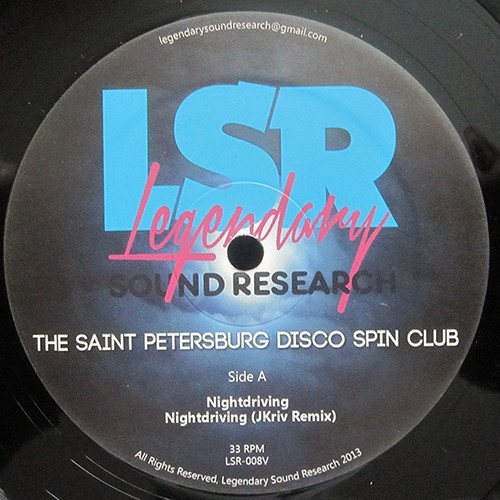 legendarysoundresearch@gmail.com
LSR
Legendary
SOUND RESEARCH
THE SAINT PETERSBURG DISCO SPIN CLUB
Side A
Nightdriving
Nightdriving (JKriv Remix)
33 RPM
LSR-008V
All Rights Reserved, Legendary Sound Research 2013